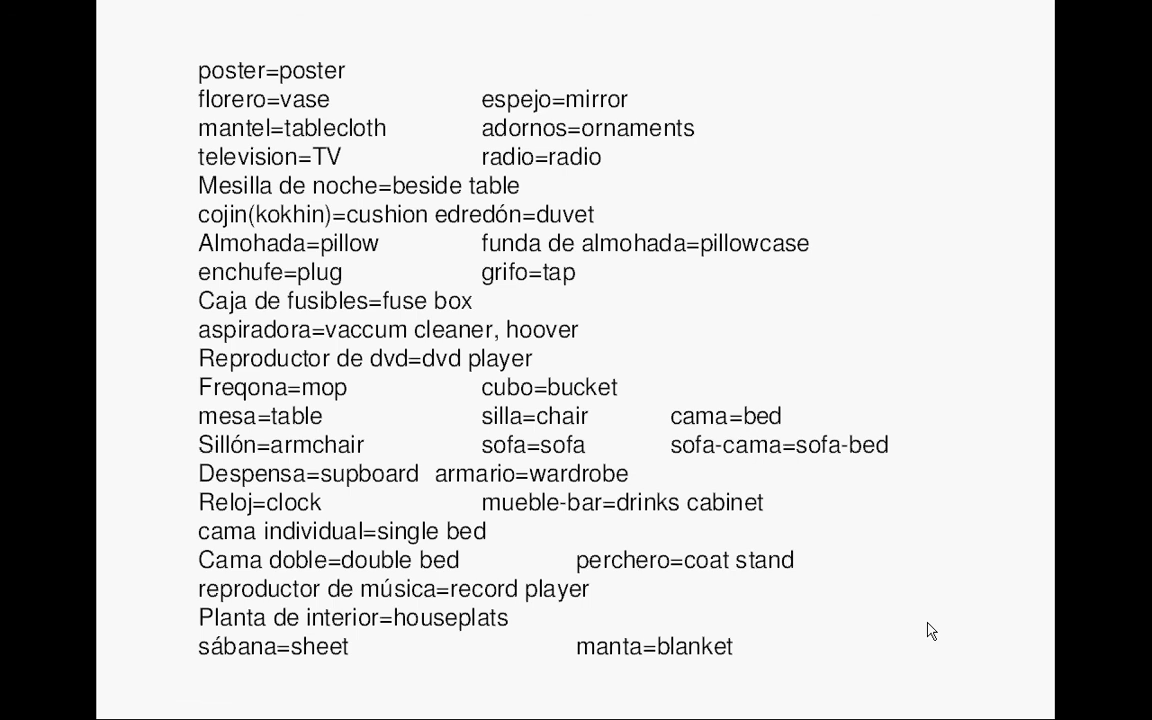 poster=poster
florero=vase espejo=mirror
mantel=tablecloth adornos=ornaments
television=TV radio=radio
Mesilla de noche=beside table
cojin(kokhin)=cushion edredón=duvet
Almohada=pillow funda de almohada=pillowcase
enchufe=plug grifo=tap
Caja de fusibles=fuse box
aspiradora=vaccum cleaner, hoover
Reproductor de dvd=dvd player
Freqona=mop cubo=bucket
mesa=table silla=chair cama=bed
Sillón=armchair sofa=sofa sofa-cama=sofa-bed
Despensa=supboard armario=wardrobe
Reloj=clock mueble-bar=drinks cabinet
cama individual=single bed
Cama doble=double bed perchero=coat stand
reproductor de música=record player
Planta de interior=houseplats
sábana=sheet manta=blanket